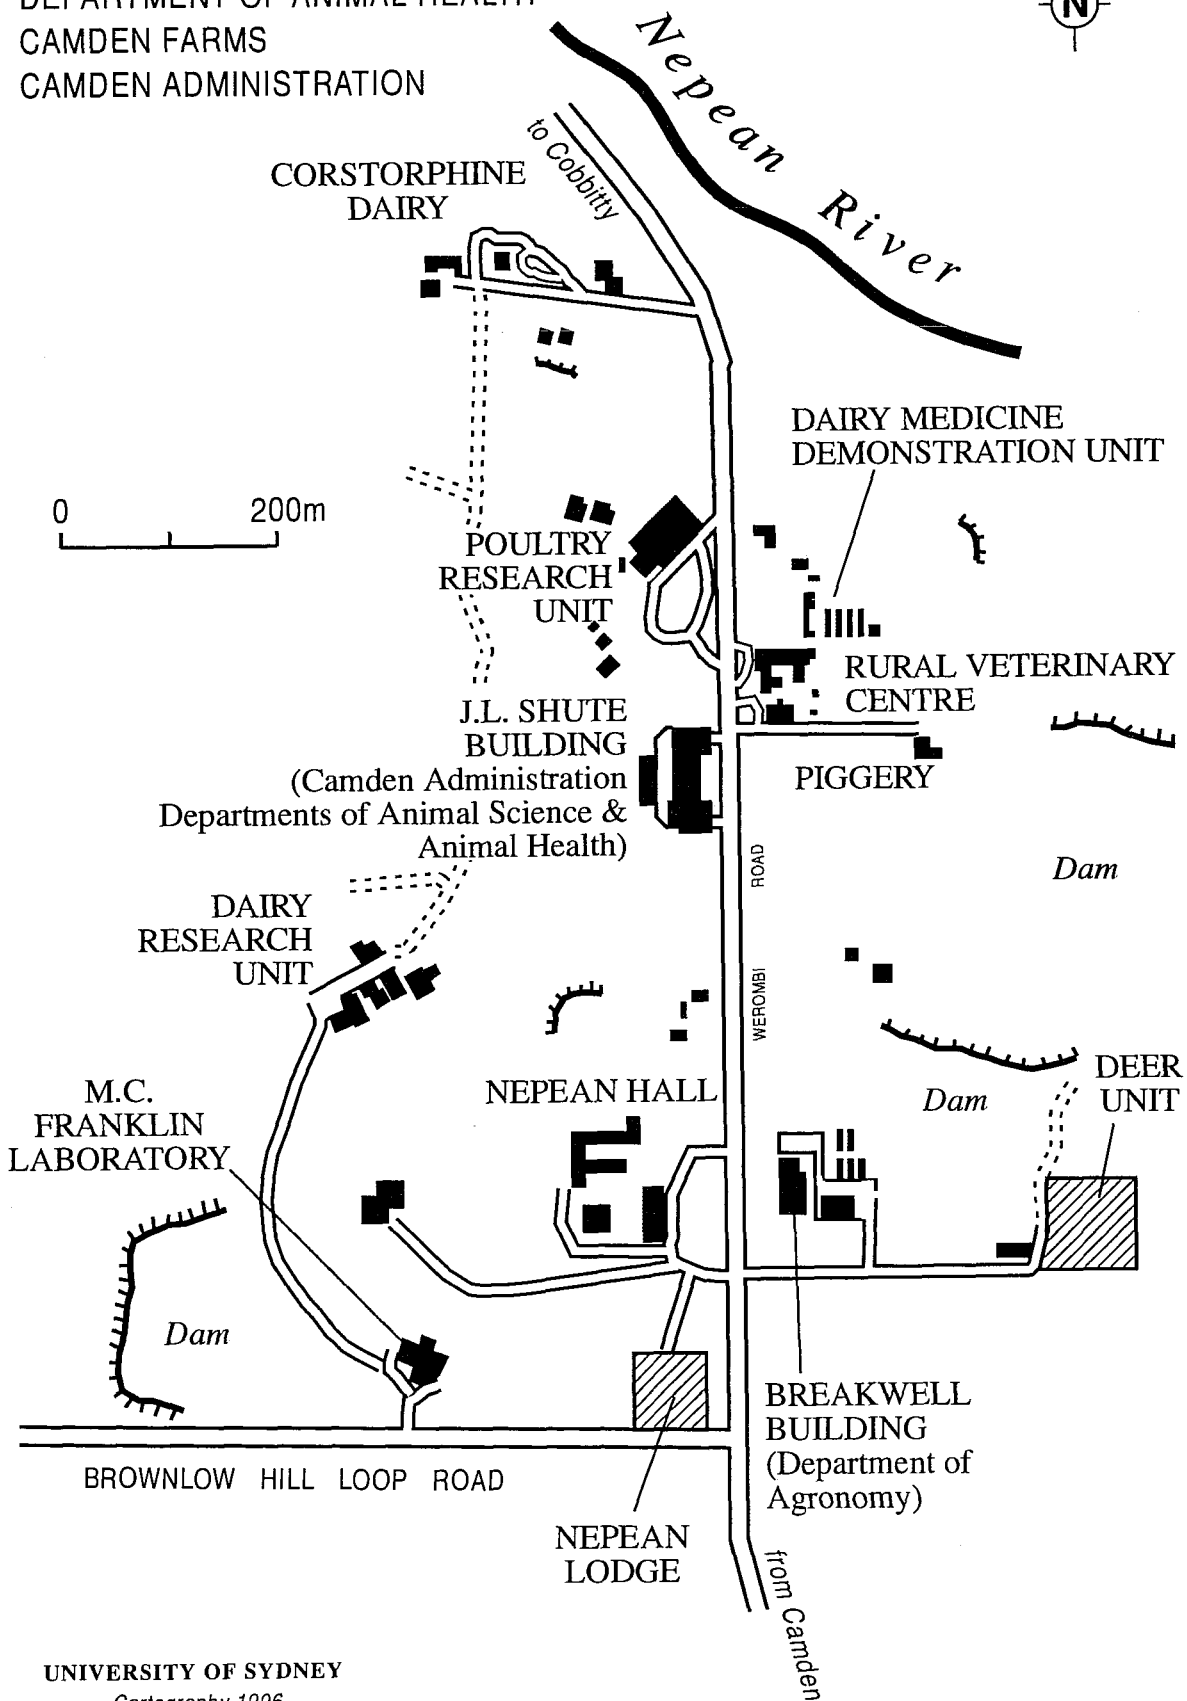 DEPARTMENT OF ANIMAL HEALTH
CAMDEN FARMS
CAMDEN ADMINISTRATION
N
Nepean River
to Cobbitty
CORSTORPHINE
DAIRY
DAIRY MEDICINE
DEMONSTRATION UNIT
0 200m
POULTRY
RESEARCH
UNIT
RURAL VETERINARY
CENTRE
J.L. SHUTE
BUILDING
(Camden Administration
Departments of Animal Science &
Animal Health)
PIGGERY
WEROMBI ROAD
Dam
DAIRY
RESEARCH
UNIT
NEPEAN HALL
Dam
DEER
UNIT
M.C.
FRANKLIN
LABORATORY
Dam
BREAKWELL
BUILDING
(Department of
Agronomy)
BROWNLOW HILL LOOP ROAD
NEPEAN
LODGE
from Camden
UNIVERSITY OF SYDNEY
Cartography 1996